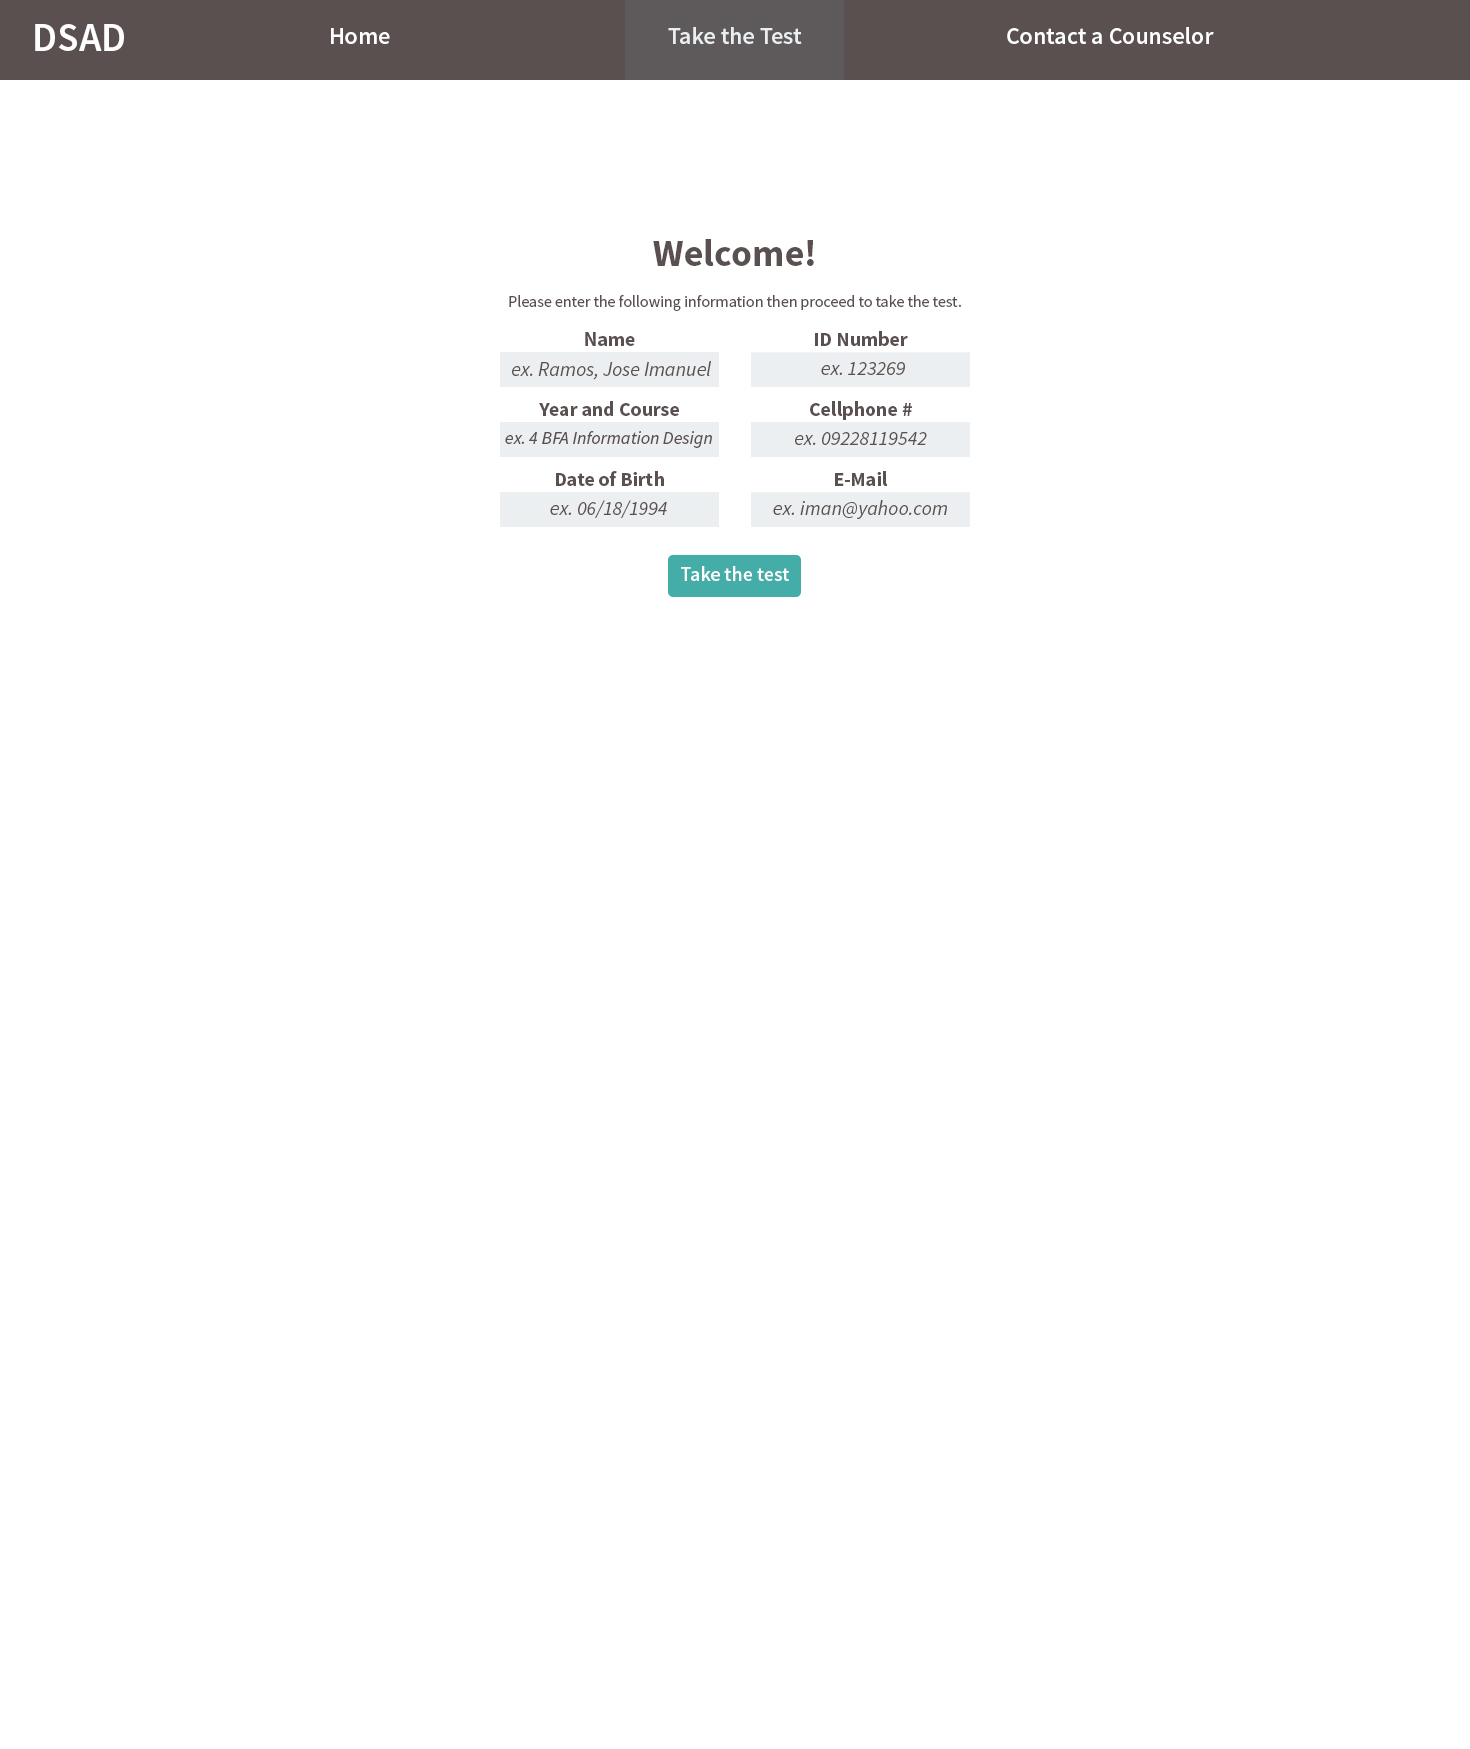 DSAD Home Take the Test Contact a Counselor
Welcome!
Please enter the following information then proceed to take the test.
Name ID Number
ex. Ramos, Jose Imanuel ex. 123269
Year and Course Cellphone #
ex. 4 BFA Information Design ex. 09228119542
Date of Birth E-Mail
ex. 06/18/1994 ex. iman@yahoo.com
Take the test